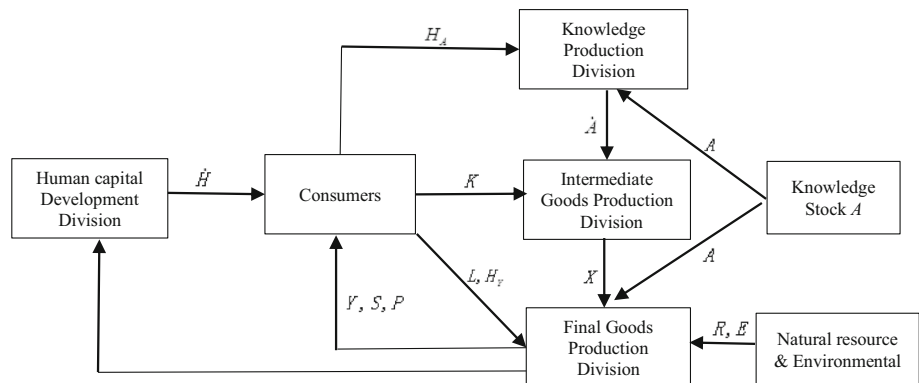 Knowledge
Production
Division
H_A
Ȧ
A
Human capital
Development
Division
Ḣ
Consumers
K
Intermediate
Goods Production
Division
Knowledge
Stock A
Y, S, P
L, H_Y
X
A
Final Goods
Production
Division
R, E
Natural resource
& Environmental